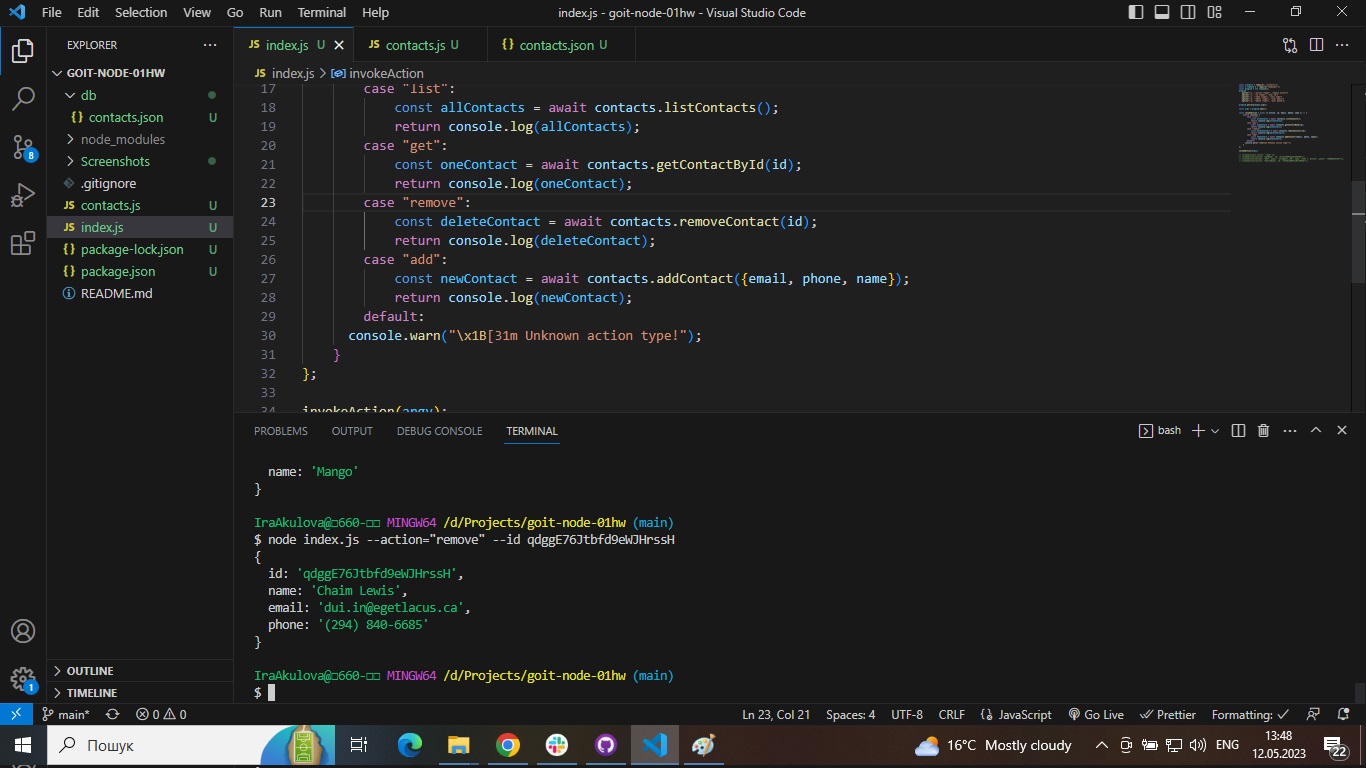 File Edit Selection View Go Run Terminal Help
index.js - goit-node-01hw - Visual Studio Code
EXPLORER
GOIT-NODE-01HW
db
contacts.json U
node_modules
Screenshots
.gitignore
JS contacts.js U
JS index.js U
{} package-lock.json U
{} package.json U
README.md
OUTLINE
TIMELINE
8
1
JS index.js U
JS contacts.js U
{} contacts.json U
JS index.js > invokeAction
17 case "list":
18 const allContacts = await contacts.listContacts();
19 return console.log(allContacts);
20 case "get":
21 const oneContact = await contacts.getContactById(id);
22 return console.log(oneContact);
23 case "remove":
24 const deleteContact = await contacts.removeContact(id);
25 return console.log(deleteContact);
26 case "add":
27 const newContact = await contacts.addContact({email, phone, name});
28 return console.log(newContact);
29 default:
30 console.warn("\x1B[31m Unknown action type!");
31 }
32 };
33
34 invokeAction(argv);
PROBLEMS OUTPUT DEBUG CONSOLE TERMINAL
bash
name: 'Mango'
}
IraAkulova@□660-□□ MINGW64 /d/Projects/goit-node-01hw (main)
$ node index.js --action="remove" --id qdggE76Jtbfd9eWJHrssH
{
id: 'qdggE76Jtbfd9eWJHrssH',
name: 'Chaim Lewis',
email: 'dui.in@egetlacus.ca',
phone: '(294) 840-6685'
}
IraAkulova@□660-□□ MINGW64 /d/Projects/goit-node-01hw (main)
$
main* 0 0
Ln 23, Col 21 Spaces: 4 UTF-8 CRLF {} JavaScript Go Live Prettier Formatting:
Пошук
16°C Mostly cloudy
ENG
13:48
12.05.2023
22